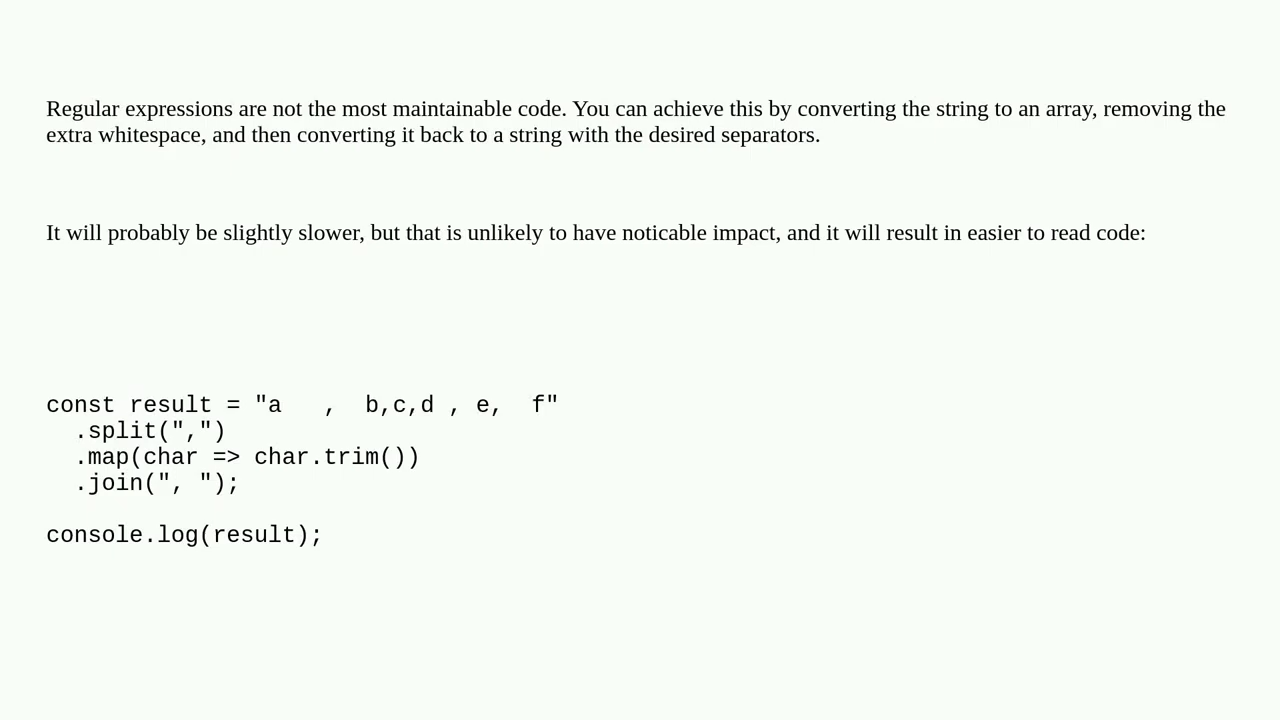 Regular expressions are not the most maintainable code. You can achieve this by converting the string to an array, removing the
extra whitespace, and then converting it back to a string with the desired separators.
It will probably be slightly slower, but that is unlikely to have noticable impact, and it will result in easier to read code:
const result = "a   ,  b,c,d , e,  f"
  .split(",")
  .map(char => char.trim())
  .join(", ");
console.log(result);